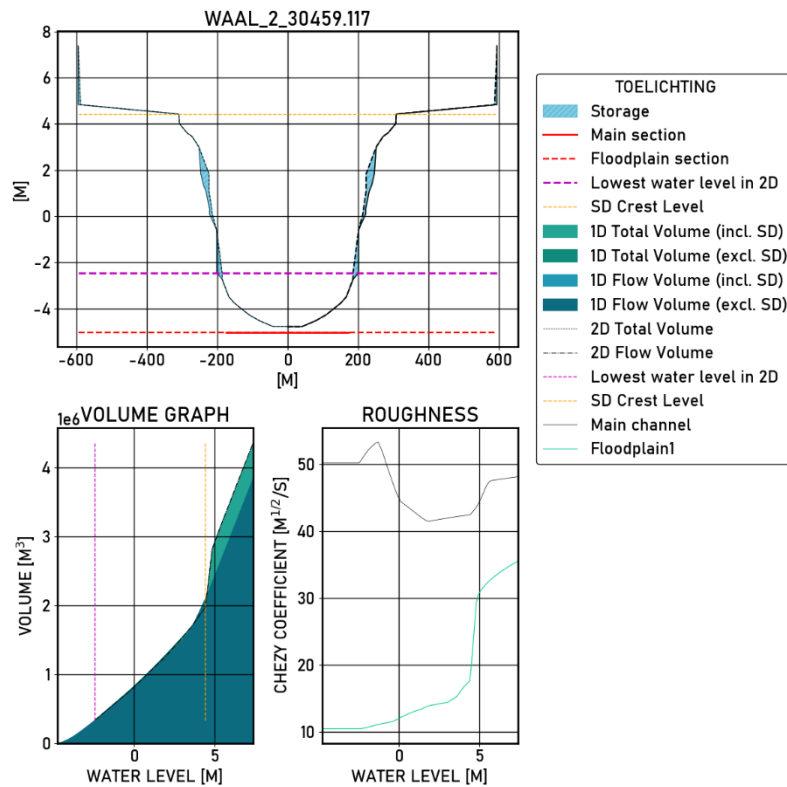 WAAL_2_30459.117
8
6
4
2
0
−2
−4
[M]
−600 −400 −200 0 200 400 600
[M]
TOELICHTING
Storage
Main section
Floodplain section
Lowest water level in 2D
SD Crest Level
1D Total Volume (incl. SD)
1D Total Volume (excl. SD)
1D Flow Volume (incl. SD)
1D Flow Volume (excl. SD)
2D Total Volume
2D Flow Volume
Lowest water level in 2D
SD Crest Level
Main channel
Floodplain1
1e6 VOLUME GRAPH
4
3
2
1
0
VOLUME [M³]
0 5
WATER LEVEL [M]
ROUGHNESS
50
40
30
20
10
CHEZY COEFFICIENT [M^1/2/S]
0 5
WATER LEVEL [M]